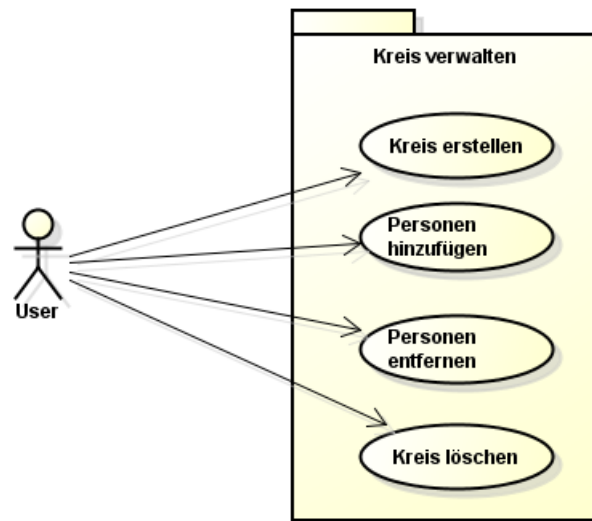 Kreis verwalten
Kreis erstellen
Personen
hinzufügen
User
Personen
entfernen
Kreis löschen